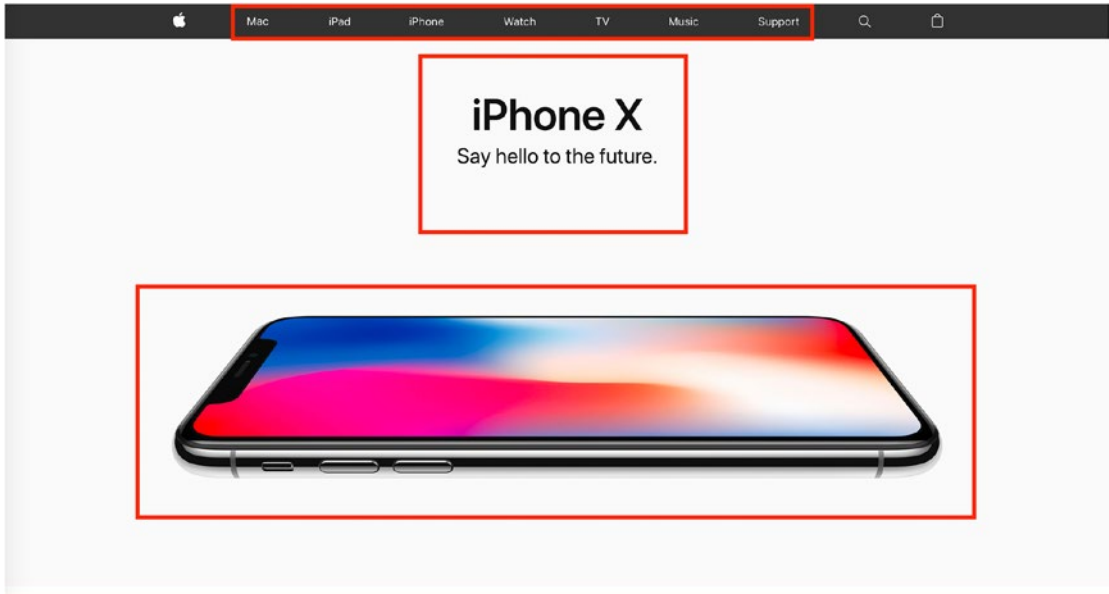 Mac iPad iPhone Watch TV Music Support
iPhone X
Say hello to the future.